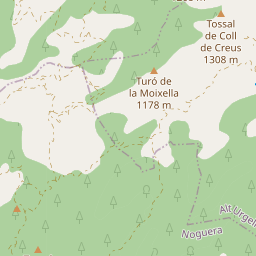 Tossal
de Coll
de Creus
1308 m
Turó de
la Moixella
1178 m
Alt Urgell
Noguera